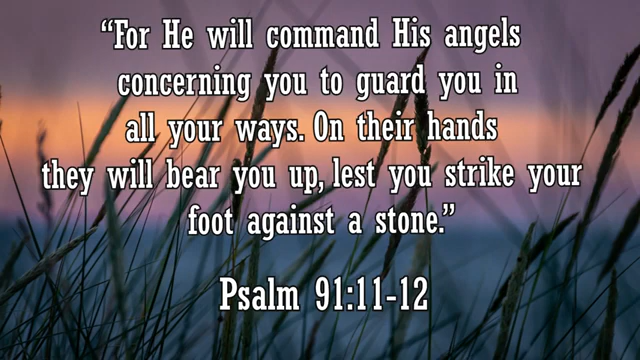 “For He will command His angels
concerning you to guard you in
all your ways. On their hands
they will bear you up, lest you strike your
foot against a stone.”
Psalm 91:11-12